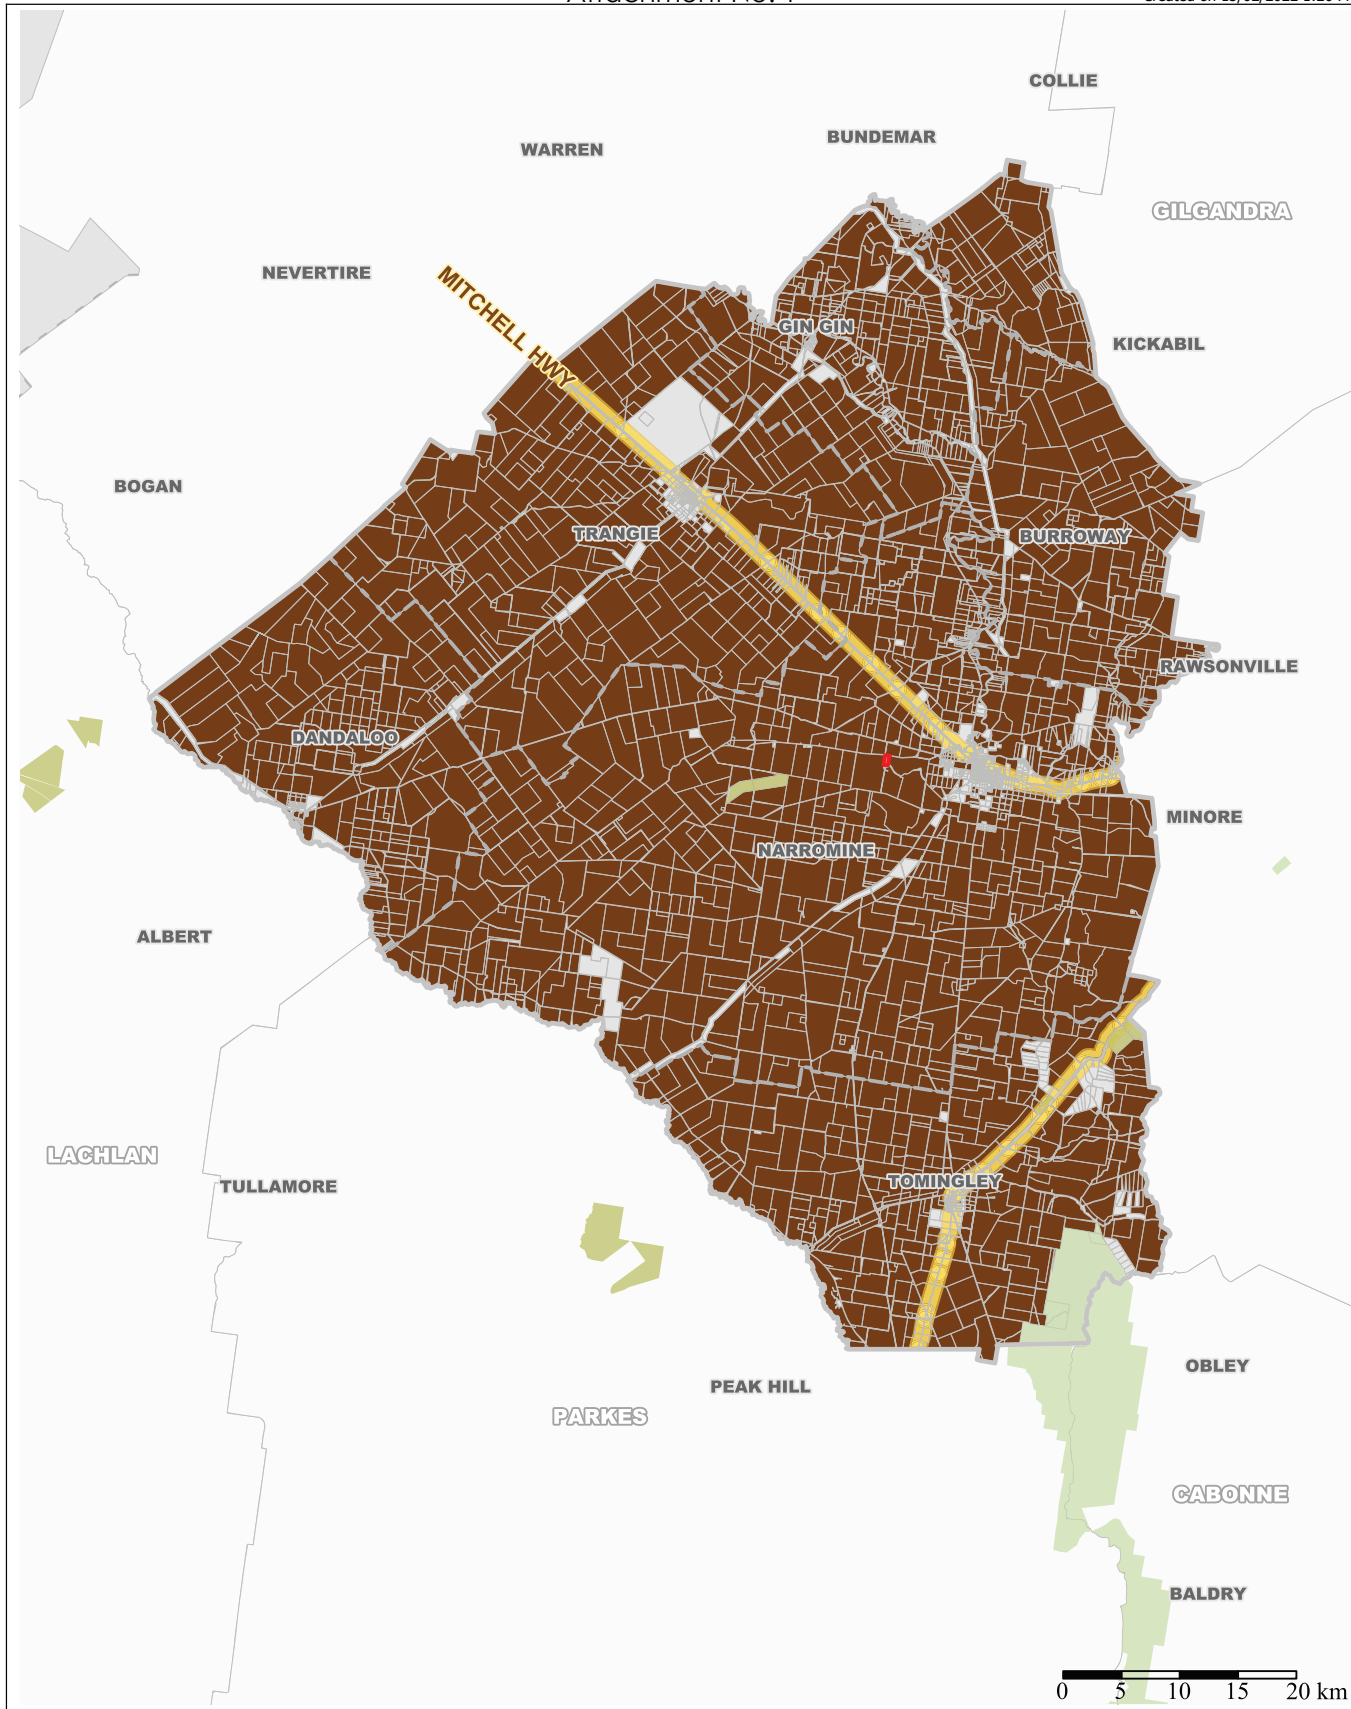 COLLIE
BUNDEMAR
WARREN
GILGANDRA
NEVERTIRE
MITCHELL HWY
GIN GIN
KICKABIL
BOGAN
TRANGIE
BURROWAY
RAWSONVILLE
DANDALOO
MINORE
NARROMINE
ALBERT
LACHLAN
TOMINGLEY
TULLAMORE
OBLEY
PEAK HILL
PARKES
CABONNE
BALDRY
0 5 10 15 20 km